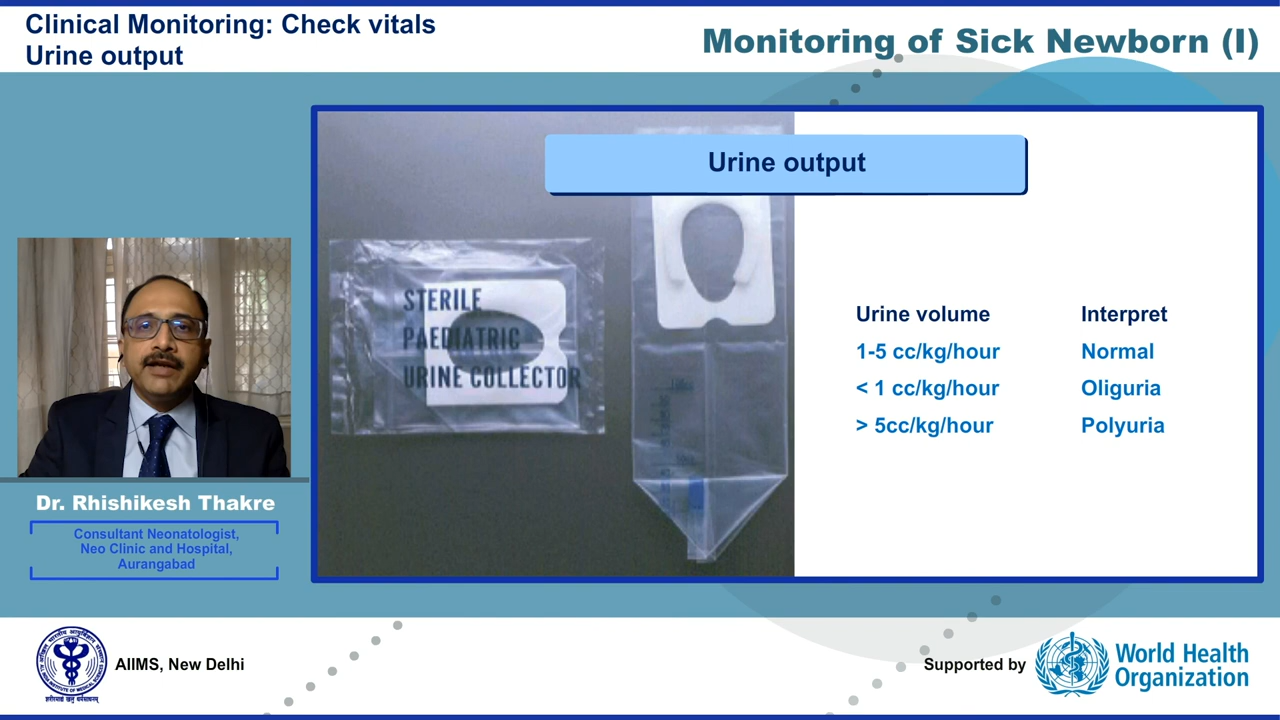 Clinical Monitoring: Check vitals
Urine output
Monitoring of Sick Newborn (I)
Urine output
STERILE
PAEDIATRIC
URINE COLLECTOR
Urine volume Interpret
1-5 cc/kg/hour Normal
< 1 cc/kg/hour Oliguria
> 5cc/kg/hour Polyuria
Dr. Rhishikesh Thakre
Consultant Neonatologist,
Neo Clinic and Hospital,
Aurangabad
AIIMS, New Delhi
Supported by
World Health
Organization